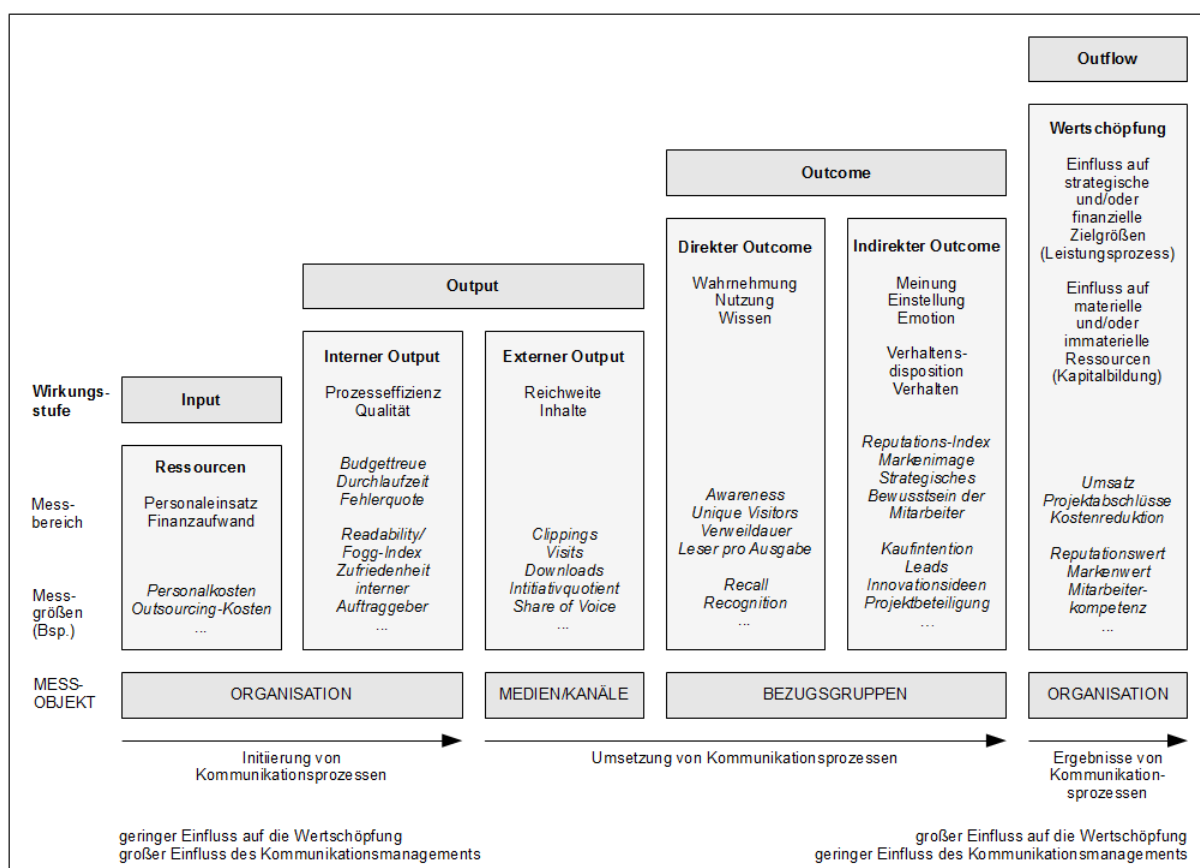 Outflow
Wertschöpfung
Einfluss auf
strategische
und/oder
finanzielle
Zielgrößen
(Leistungsprozess)
Einfluss auf
materielle
und/oder
immaterielle
Ressourcen
(Kapitalbildung)
Umsatz
Projektabschlüsse
Kostenreduktion
Reputationswert
Markenwert
Mitarbeiter-
kompetenz
...
Outcome
Direkter Outcome
Wahrnehmung
Nutzung
Wissen
Awareness
Unique Visitors
Verweildauer
Leser pro Ausgabe
Recall
Recognition
...
Indirekter Outcome
Meinung
Einstellung
Emotion
Verhaltens-
disposition
Verhalten
Reputations-Index
Markenimage
Strategisches
Bewusstsein der
Mitarbeiter
Kaufintention
Leads
Innovationsideen
Projektbeteiligung
...
Output
Interner Output
Prozesseffizienz
Qualität
Budgettreue
Durchlaufzeit
Fehlerquote
Readability/
Fogg-Index
Zufriedenheit
interner
Auftraggeber
...
Externer Output
Reichweite
Inhalte
Clippings
Visits
Downloads
Intitiativquotient
Share of Voice
...
Wirkungs-
stufe
Input
Ressourcen
Personaleinsatz
Finanzaufwand
Personalkosten
Outsourcing-Kosten
...
Mess-
bereich
Mess-
größen
(Bsp.)
MESS-
OBJEKT
ORGANISATION
MEDIEN/KANÄLE
BEZUGSGRUPPEN
ORGANISATION
Initiierung von
Kommunikationsprozessen
Umsetzung von Kommunikationsprozessen
Ergebnisse von
Kommunikation-
sprozessen
geringer Einfluss auf die Wertschöpfung
großer Einfluss des Kommunikationsmanagements
großer Einfluss auf die Wertschöpfung
geringer Einfluss des Kommunikationsmanagements